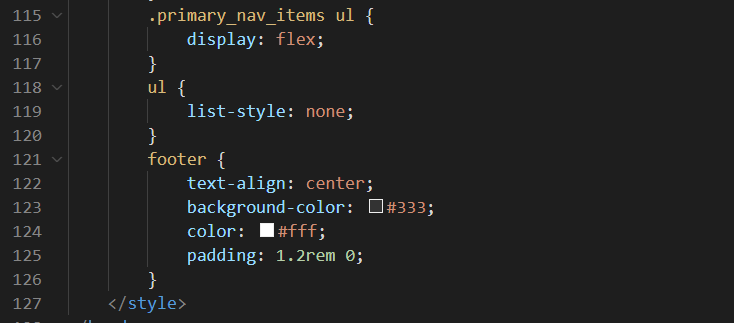 115 .primary_nav_items ul {
116 display: flex;
117 }
118 ul {
119 list-style: none;
120 }
121 footer {
122 text-align: center;
123 background-color: #333;
124 color: #fff;
125 padding: 1.2rem 0;
126 }
127 </style>